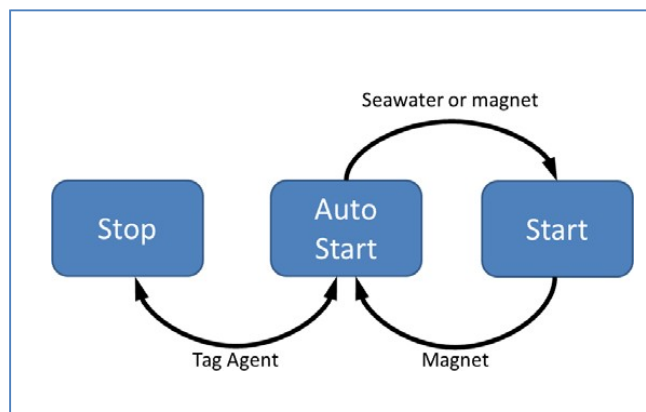 Seawater or magnet
Stop
Auto
Start
Start
Tag Agent
Magnet